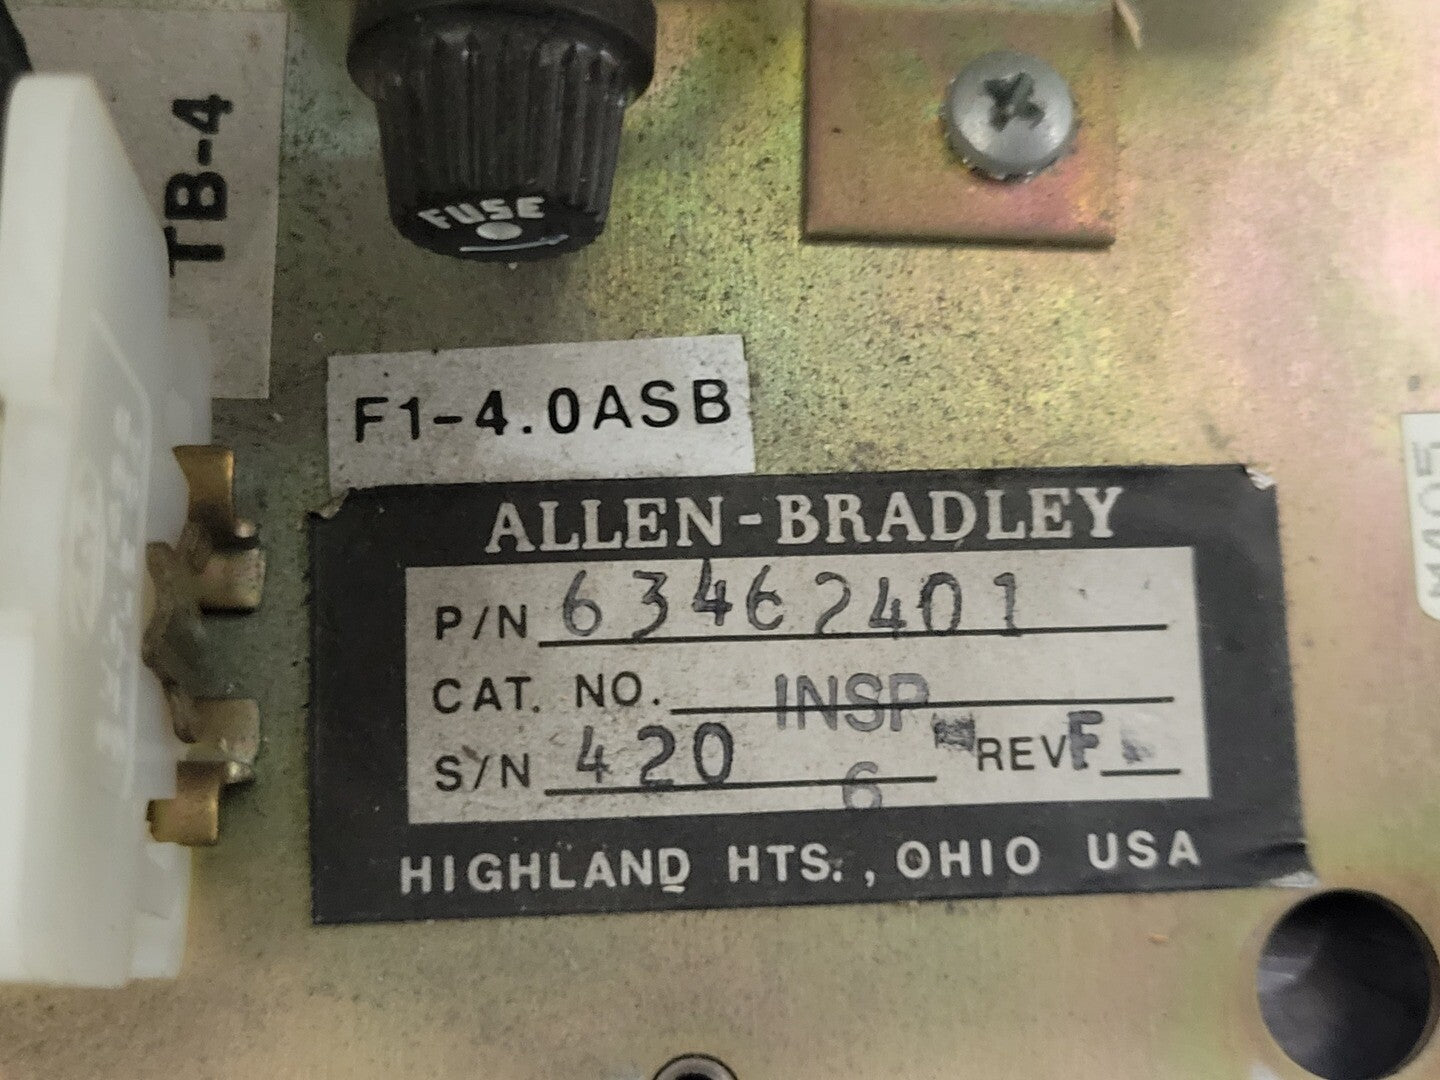 TB-4
FUSE
F1-4.0ASB
ALLEN-BRADLEY
P/N 63462401
CAT. NO. INSP
S/N 420 6 REV F
HIGHLAND HTS., OHIO USA